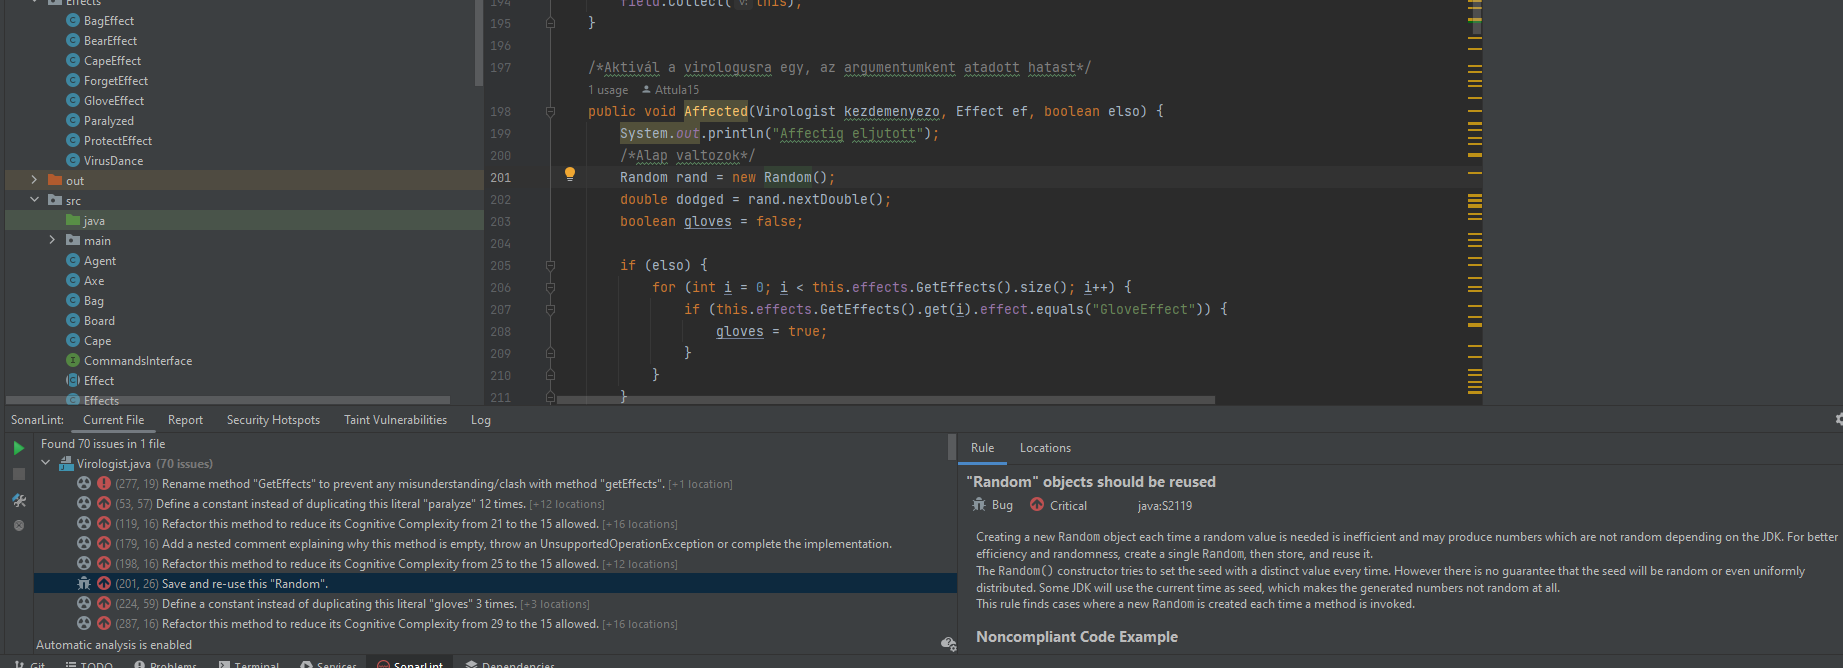 Effects
BagEffect
BearEffect
CapeEffect
ForgetEffect
GloveEffect
Paralyzed
ProtectEffect
VirusDance
out
src
java
main
Agent
Axe
Bag
Board
Cape
CommandsInterface
Effect
Effects
194 field.collect( v: this);
195 }
196
197 /*Aktivál a virologusra egy, az argumentumkent atadott hatast*/
1 usage Attula15
198 public void Affected(Virologist kezdemenyezo, Effect ef, boolean elso) {
199 System.out.println("Affectig eljutott");
200 /*Alap valtozok*/
201 Random rand = new Random();
202 double dodged = rand.nextDouble();
203 boolean gloves = false;
204
205 if (elso) {
206 for (int i = 0; i < this.effects.GetEffects().size(); i++) {
207 if (this.effects.GetEffects().get(i).effect.equals("GloveEffect")) {
208 gloves = true;
209 }
210 }
211 }
SonarLint: Current File Report Security Hotspots Taint Vulnerabilities Log
Found 70 issues in 1 file
Virologist.java (70 issues)
(277, 19) Rename method "GetEffects" to prevent any misunderstanding/clash with method "getEffects". [+1 location]
(53, 57) Define a constant instead of duplicating this literal "paralyze" 12 times. [+12 locations]
(119, 16) Refactor this method to reduce its Cognitive Complexity from 21 to the 15 allowed. [+16 locations]
(179, 16) Add a nested comment explaining why this method is empty, throw an UnsupportedOperationException or complete the implementation.
(198, 16) Refactor this method to reduce its Cognitive Complexity from 25 to the 15 allowed. [+12 locations]
(201, 26) Save and re-use this "Random".
(224, 59) Define a constant instead of duplicating this literal "gloves" 3 times. [+3 locations]
(287, 16) Refactor this method to reduce its Cognitive Complexity from 29 to the 15 allowed. [+16 locations]
Automatic analysis is enabled
Rule Locations
"Random" objects should be reused
Bug Critical java:S2119
Creating a new Random object each time a random value is needed is inefficient and may produce numbers which are not random depending on the JDK. For better
efficiency and randomness, create a single Random, then store, and reuse it.
The Random() constructor tries to set the seed with a distinct value every time. However there is no guarantee that the seed will be random or even uniformly
distributed. Some JDK will use the current time as seed, which makes the generated numbers not random at all.
This rule finds cases where a new Random is created each time a method is invoked.
Noncompliant Code Example
Git TODO Problems Terminal Services SonarLint Dependencies